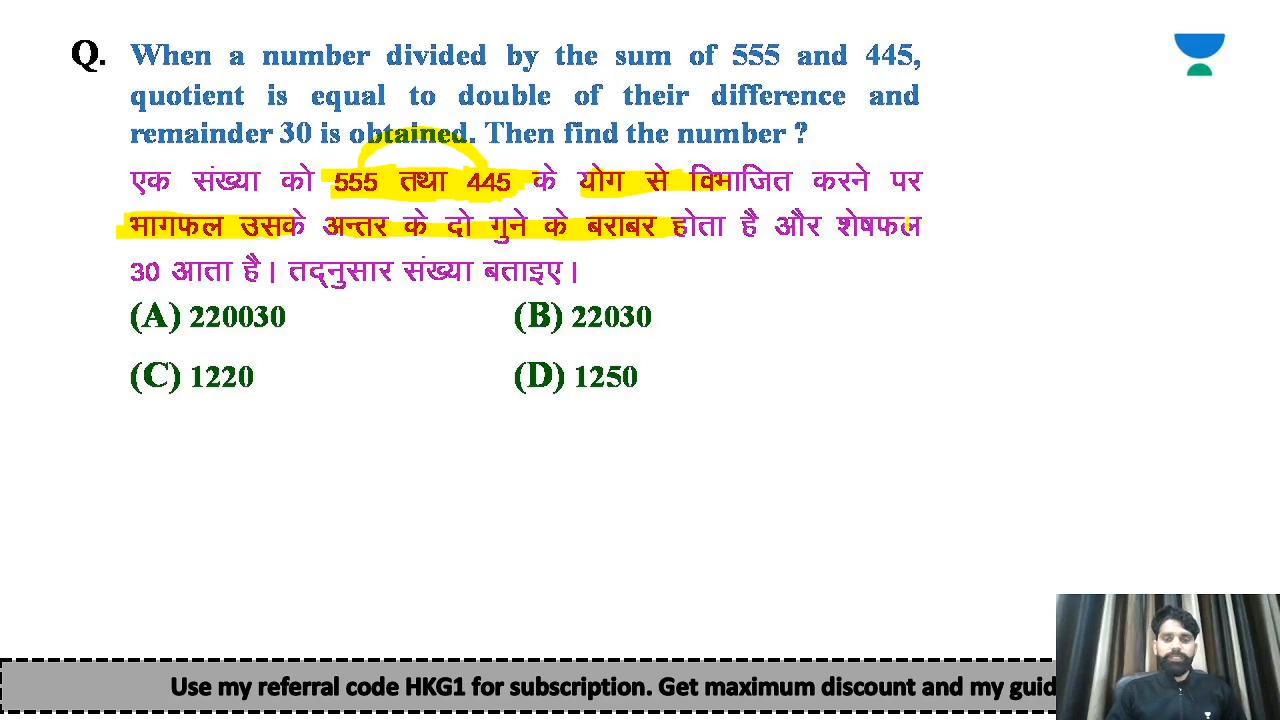 Q. When a number divided by the sum of 555 and 445,
quotient is equal to double of their difference and
remainder 30 is obtained. Then find the number ?
एक संख्या को 555 तथा 445 के योग से विभाजित करने पर
भागफल उसके अन्तर के दो गुने के बराबर होता है और शेषफल
30 आता है। तद्नुसार संख्या बताइए।
(A) 220030 (B) 22030
(C) 1220 (D) 1250
Use my referral code HKG1 for subscription. Get maximum discount and my guid